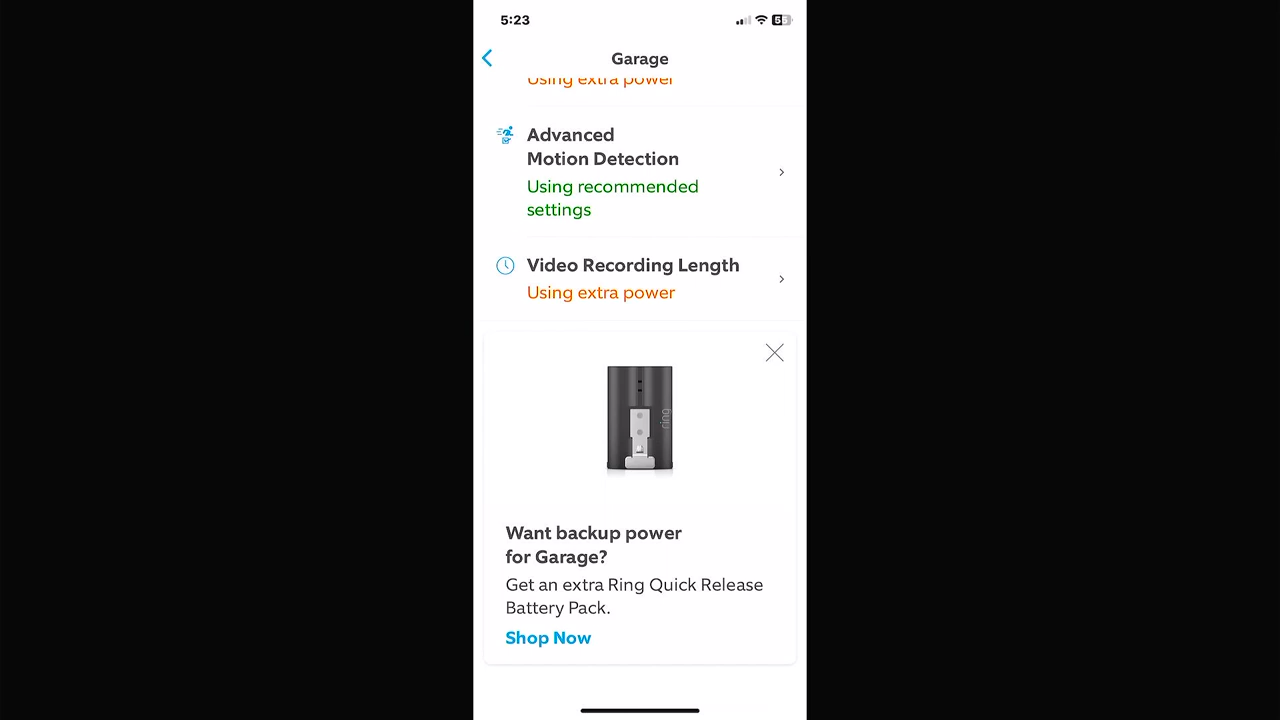 5:23
55
Garage
Using extra power
Advanced
Motion Detection
Using recommended
settings
Video Recording Length
Using extra power
ring
Want backup power
for Garage?
Get an extra Ring Quick Release
Battery Pack.
Shop Now